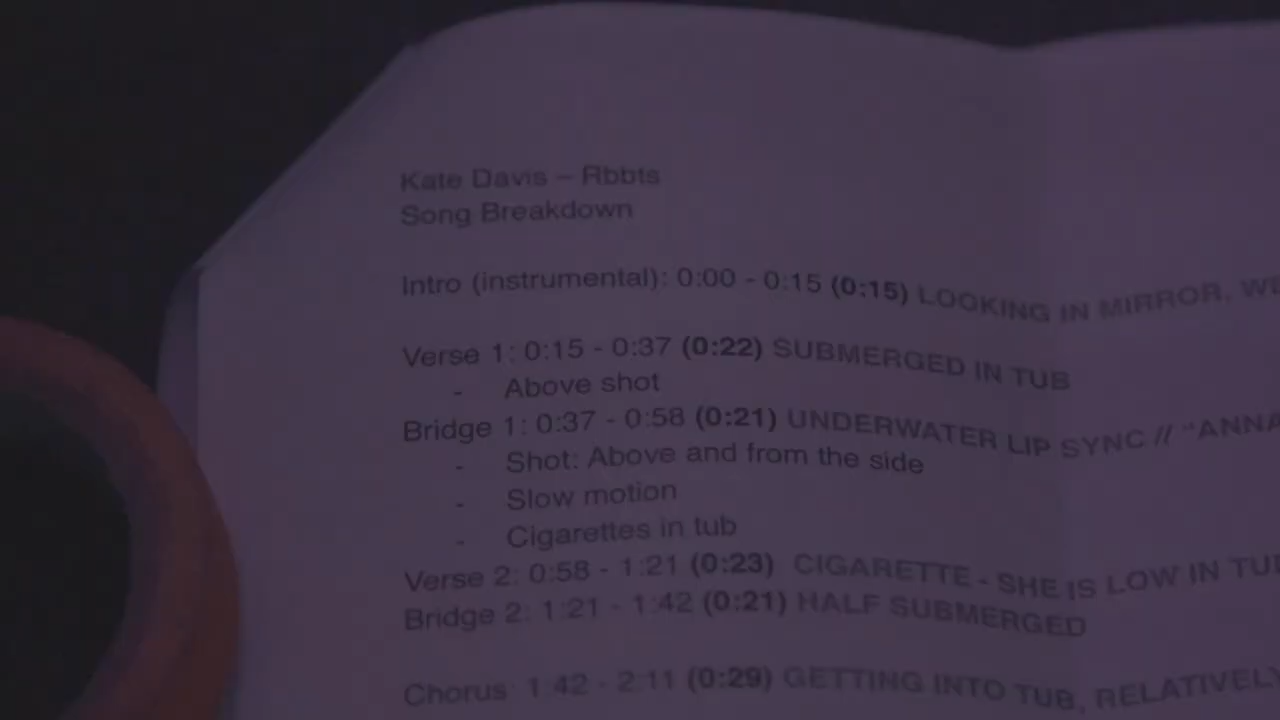 Kate Davis – Rbbts
Song Breakdown
Intro (instrumental): 0:00 - 0:15 (0:15) LOOKING IN MIRROR,
Verse 1: 0:15 - 0:37 (0:22) SUBMERGED IN TUB
- Above shot
Bridge 1: 0:37 - 0:58 (0:21) UNDERWATER LIP SYNC // “ANNA
- Shot: Above and from the side
- Slow motion
- Cigarettes in tub
Verse 2: 0:58 - 1:21 (0:23) CIGARETTE - SHE IS LOW IN
Bridge 2: 1:21 - 1:42 (0:21) HALF SUBMERGED
Chorus 1:42 - 2:11 (0:29) GETTING INTO TUB, RELATIVELY